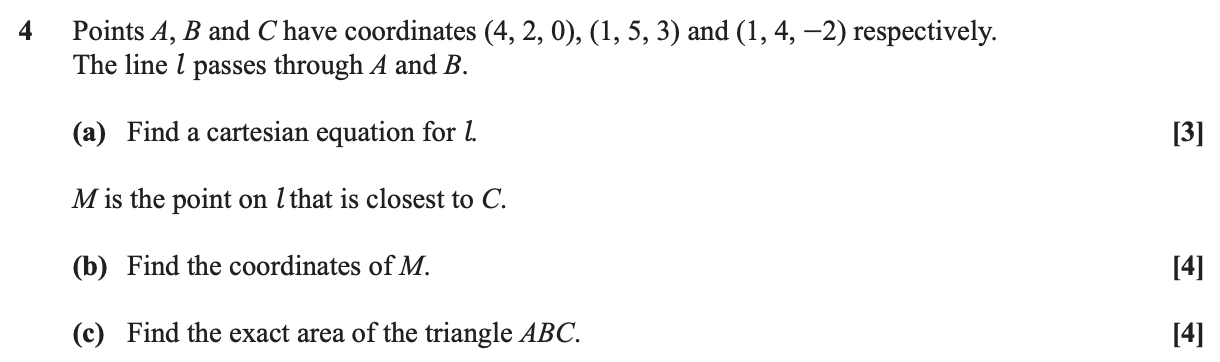 4 Points A, B and C have coordinates (4, 2, 0), (1, 5, 3) and (1, 4, −2) respectively.
The line l passes through A and B.
(a) Find a cartesian equation for l. [3]
M is the point on l that is closest to C.
(b) Find the coordinates of M. [4]
(c) Find the exact area of the triangle ABC. [4]